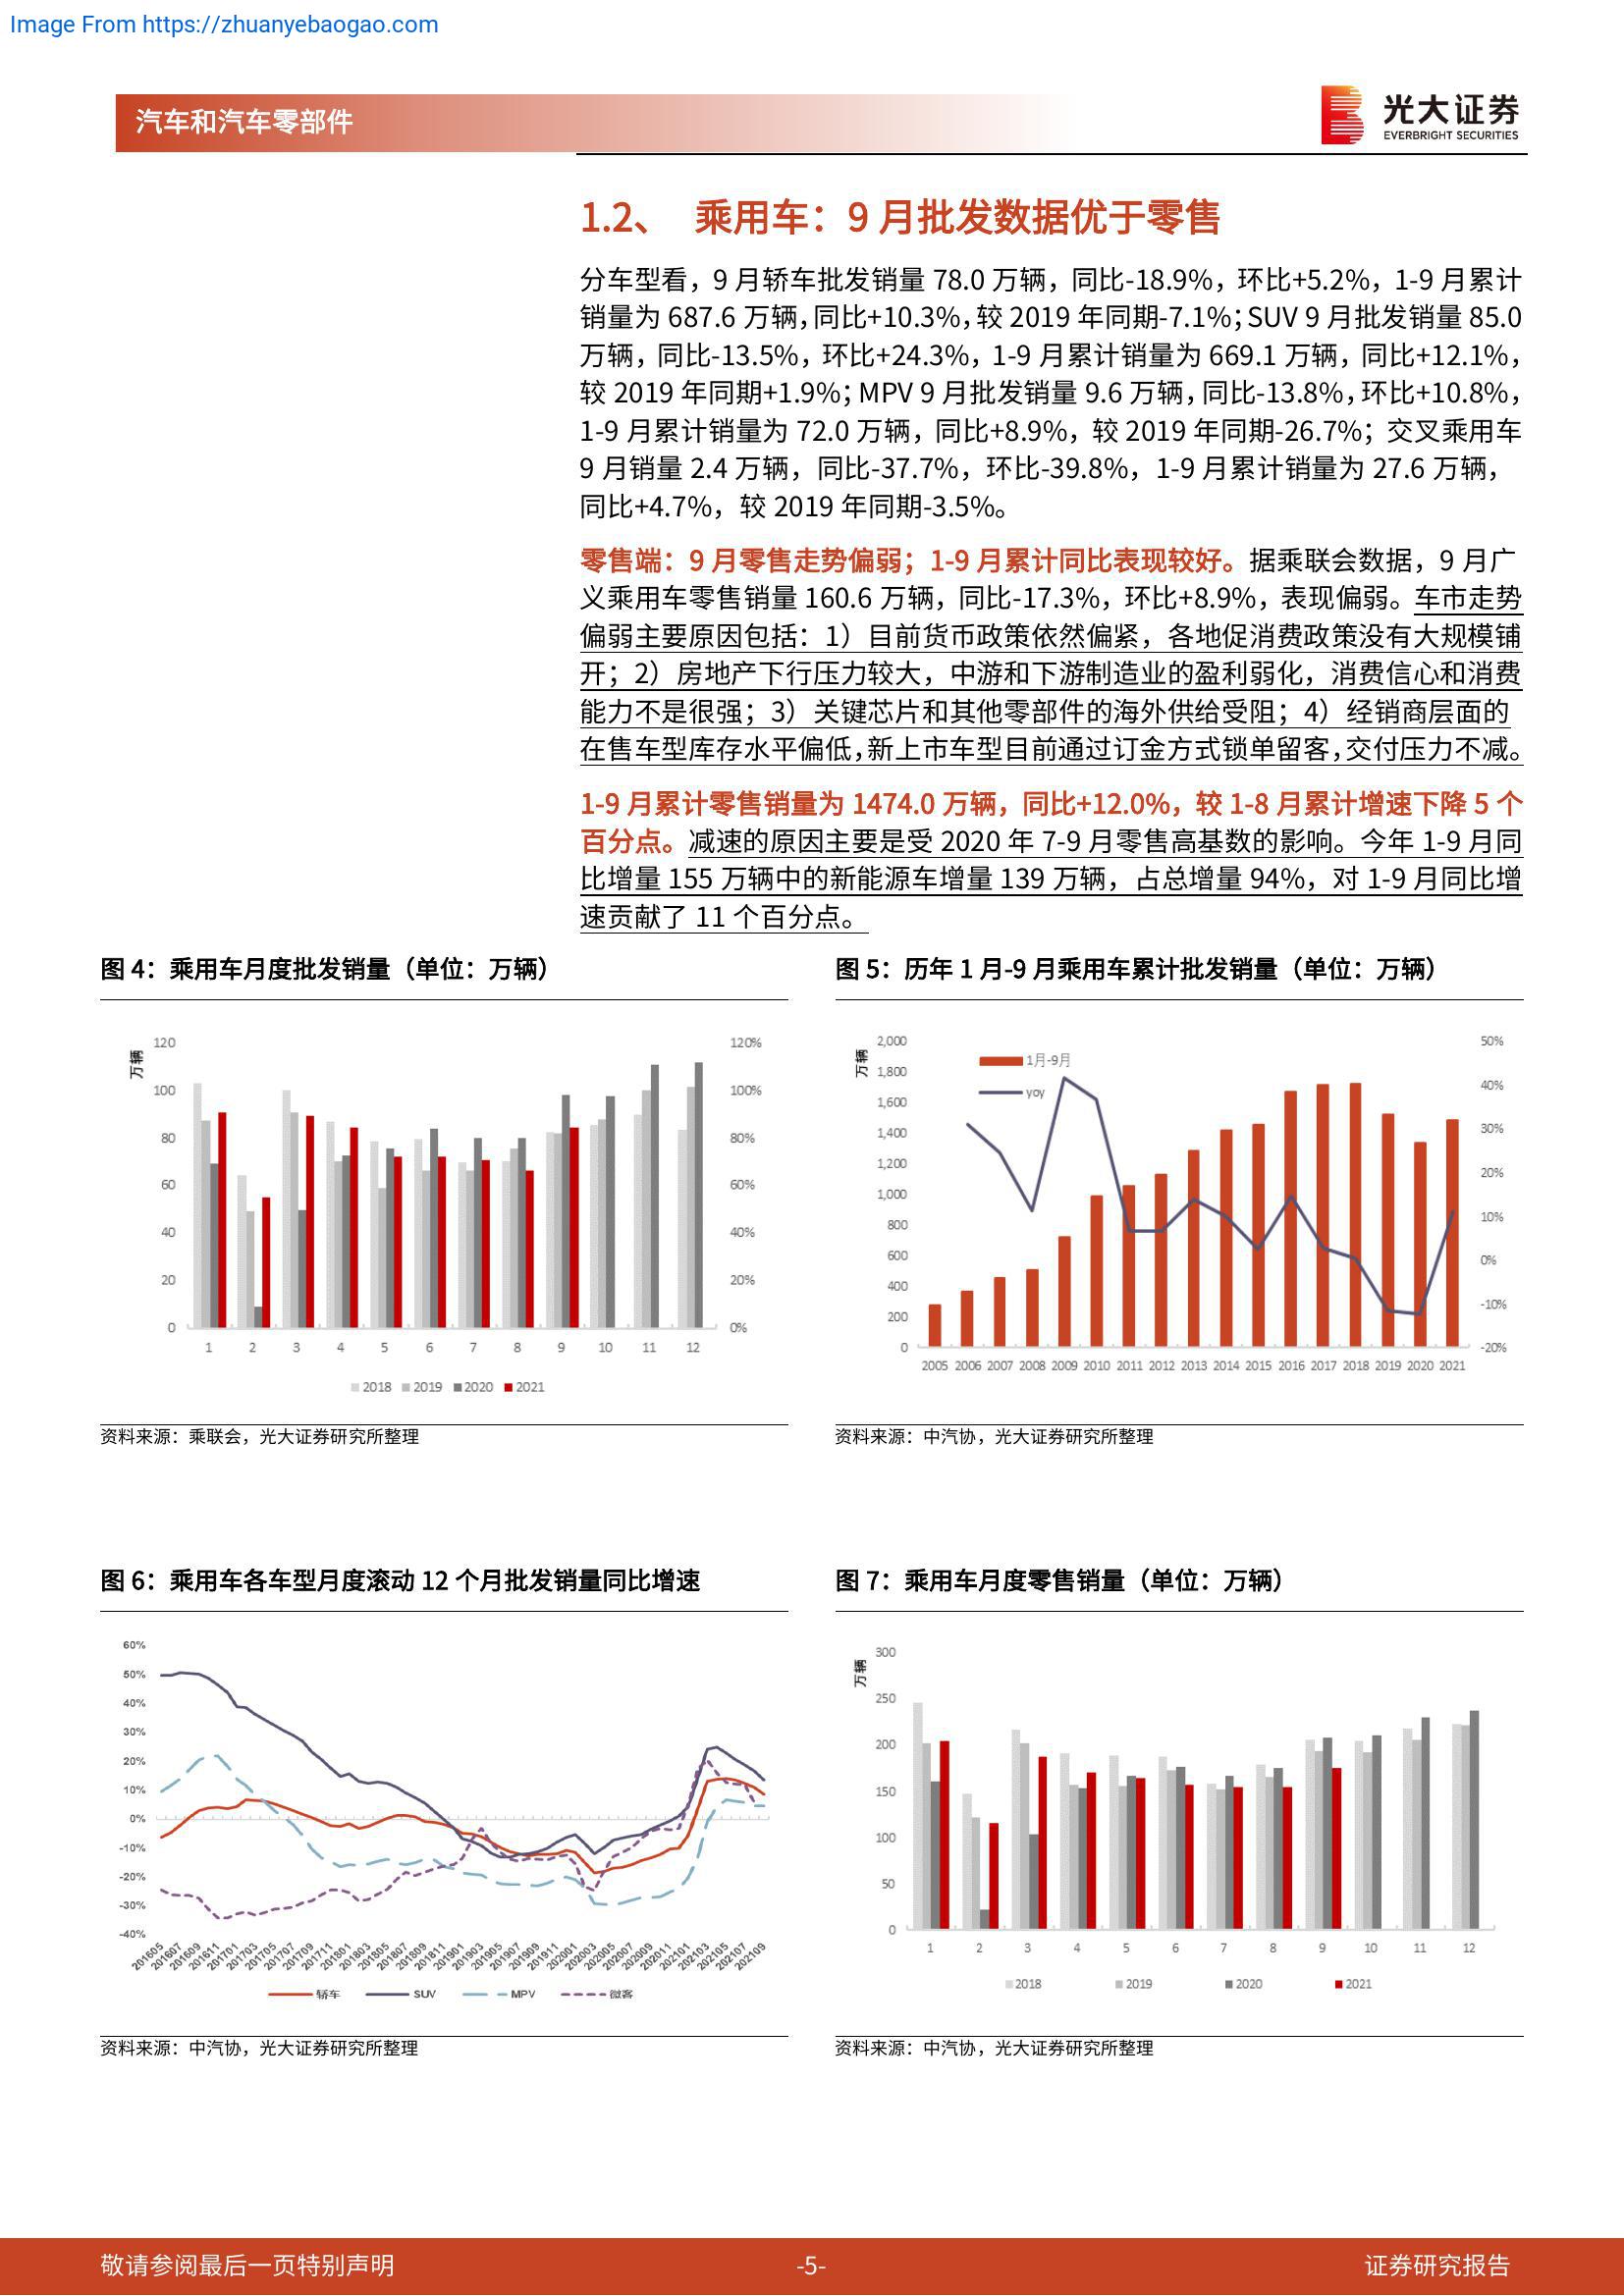 Image From https://zhuanyebaogao.com
汽车和汽车零部件
光大证券
EVERBRIGHT SECURITIES
1.2、 乘用车：9 月批发数据优于零售
分车型看，9 月轿车批发销量 78.0 万辆，同比-18.9%，环比+5.2%，1-9 月累计
销量为 687.6 万辆，同比+10.3%，较 2019 年同期-7.1%；SUV 9 月批发销量 85.0
万辆，同比-13.5%，环比+24.3%，1-9 月累计销量为 669.1 万辆，同比+12.1%，
较 2019 年同期+1.9%；MPV 9 月批发销量 9.6 万辆，同比-13.8%，环比+10.8%，
1-9 月累计销量为 72.0 万辆，同比+8.9%，较 2019 年同期-26.7%；交叉乘用车
9 月销量 2.4 万辆，同比-37.7%，环比-39.8%，1-9 月累计销量为 27.6 万辆，
同比+4.7%，较 2019 年同期-3.5%。
零售端：9 月零售走势偏弱；1-9 月累计同比表现较好。据乘联会数据，9 月广
义乘用车零售销量 160.6 万辆，同比-17.3%，环比+8.9%，表现偏弱。车市走势
偏弱主要原因包括：1）目前货币政策依然偏紧，各地促消费政策没有大规模铺
开；2）房地产下行压力较大，中游和下游制造业的盈利弱化，消费信心和消费
能力不是很强；3）关键芯片和其他零部件的海外供给受阻；4）经销商层面的
在售车型库存水平偏低，新上市车型目前通过订金方式锁单留客，交付压力不减。
1-9 月累计零售销量为 1474.0 万辆，同比+12.0%，较 1-8 月累计增速下降 5 个
百分点。减速的原因主要是受 2020 年 7-9 月零售高基数的影响。今年 1-9 月同
比增量 155 万辆中的新能源车增量 139 万辆，占总增量 94%，对 1-9 月同比增
速贡献了 11 个百分点。
图 4：乘用车月度批发销量（单位：万辆）
万辆
120
100
80
60
40
20
0
120%
100%
80%
60%
40%
20%
0%
1 2 3 4 5 6 7 8 9 10 11 12
2018 2019 2020 2021
资料来源：乘联会，光大证券研究所整理
图 5：历年 1 月-9 月乘用车累计批发销量（单位：万辆）
万辆
2,000
1,800
1,600
1,400
1,200
1,000
800
600
400
200
0
1月-9月
yoy
50%
40%
30%
20%
10%
0%
-10%
-20%
2005 2006 2007 2008 2009 2010 2011 2012 2013 2014 2015 2016 2017 2018 2019 2020 2021
资料来源：中汽协，光大证券研究所整理
图 6：乘用车各车型月度滚动 12 个月批发销量同比增速
60%
50%
40%
30%
20%
10%
0%
-10%
-20%
-30%
-40%
201605 201607 201609 201611 201701 201703 201705 201707 201709 201711 201801 201803 201805 201807 201809 201811 201901 201903 201905 201907 201909 201911 202001 202003 202005 202007 202009 202011 202101 202103 202105 202107 202109
轿车 SUV MPV 微客
资料来源：中汽协，光大证券研究所整理
图 7：乘用车月度零售销量（单位：万辆）
万辆
300
250
200
150
100
50
0
1 2 3 4 5 6 7 8 9 10 11 12
2018 2019 2020 2021
资料来源：中汽协，光大证券研究所整理
敬请参阅最后一页特别声明
-5-
证券研究报告